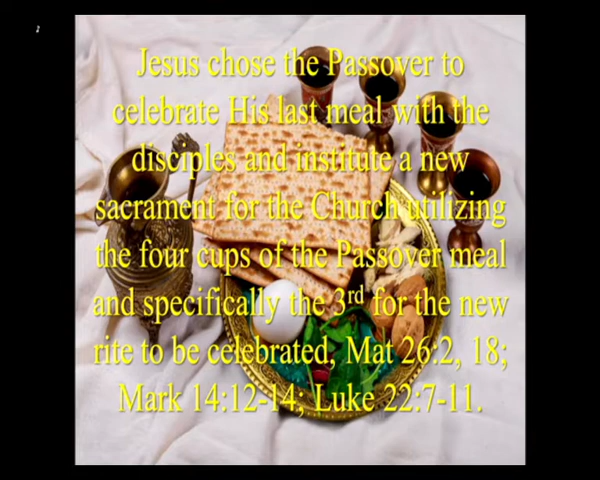 Jesus chose the Passover to
celebrate His last meal with the
disciples and institute a new
sacrament for the Church utilizing
the four cups of the Passover meal
and specifically the 3rd for the new
rite to be celebrated, Mat 26:2, 18;
Mark 14:12-14; Luke 22:7-11.